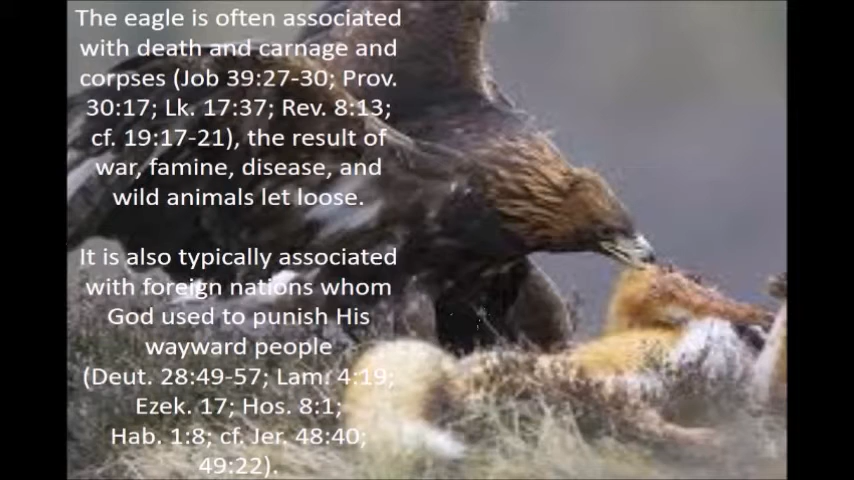 The eagle is often associated
with death and carnage and
corpses (Job 39:27-30; Prov.
30:17; Lk. 17:37; Rev. 8:13;
cf. 19:17-21), the result of
war, famine, disease, and
wild animals let loose.
It is also typically associated
with foreign nations whom
God used to punish His
wayward people
(Deut. 28:49-57; Lam. 4:19;
Ezek. 17; Hos. 8:1;
Hab. 1:8; cf. Jer. 48:40;
49:22).